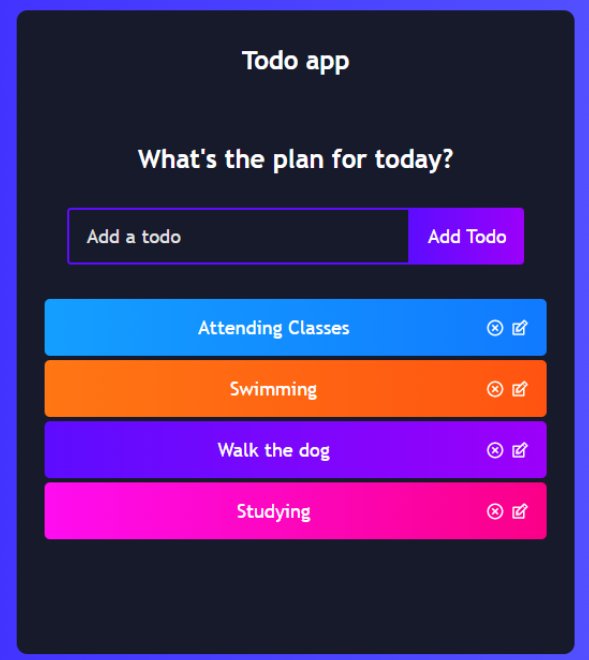 Todo app
What's the plan for today?
Add a todo Add Todo
Attending Classes
Swimming
Walk the dog
Studying